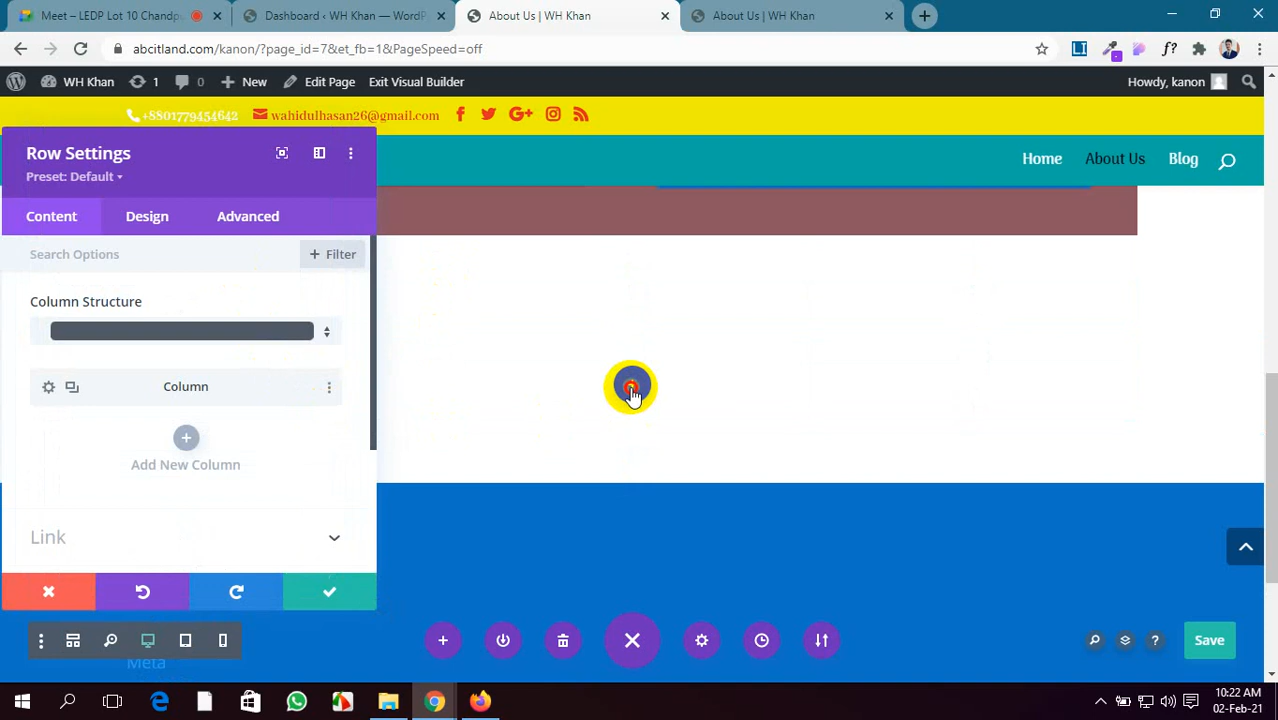 Meet – LEDP Lot 10 Chandpu
Dashboard ‹ WH Khan — WordP
About Us | WH Khan
About Us | WH Khan
abcitland.com/kanon/?page_id=7&et_fb=1&PageSpeed=off
WH Khan
1
0
New
Edit Page
Exit Visual Builder
Howdy, kanon
+8801779454642
wahidulhasan26@gmail.com
Home
About Us
Blog
Row Settings
Preset: Default
Content
Design
Advanced
Search Options
+ Filter
Column Structure
Column
Add New Column
Link
Save
Meta
10:22 AM
02-Feb-21